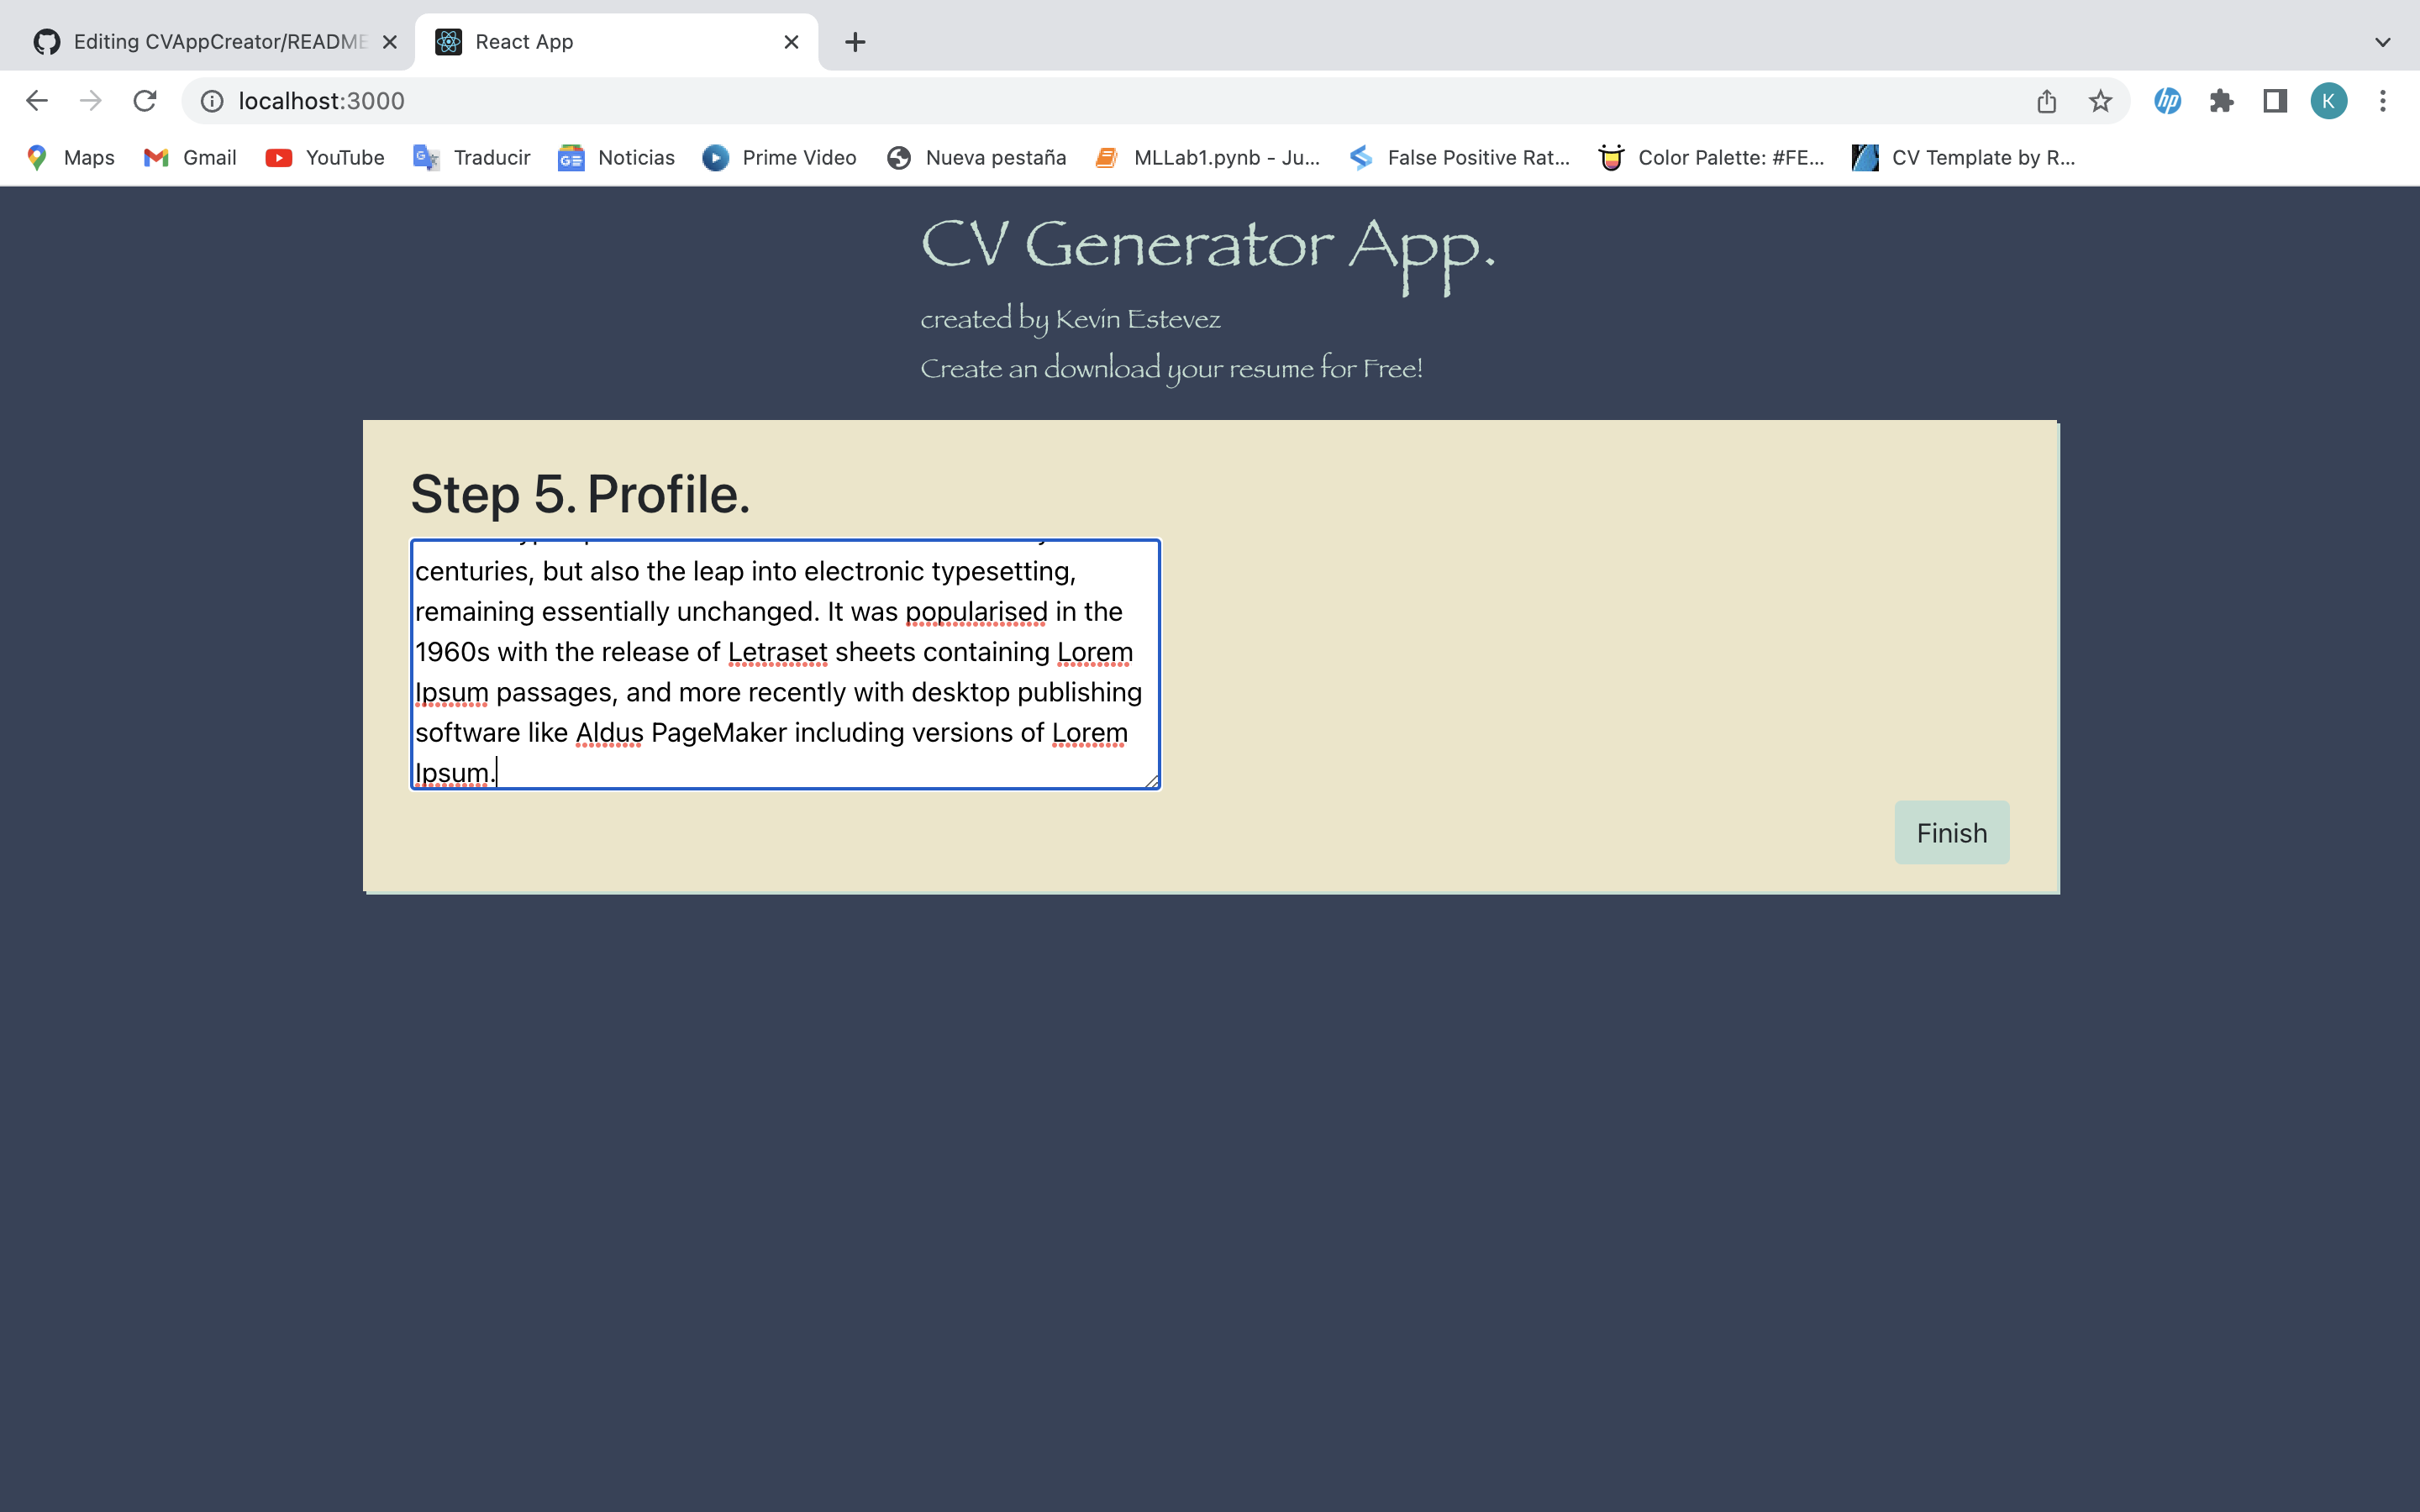 Editing CVAppCreator/README
React App
localhost:3000
K
Maps
Gmail
YouTube
Traducir
Noticias
Prime Video
Nueva pestaña
MLLab1.pynb - Ju...
False Positive Rat...
Color Palette: #FE...
CV Template by R...
CV Generator App.
created by Kevin Estevez
Create an download your resume for Free!
Step 5. Profile.
centuries, but also the leap into electronic typesetting,
remaining essentially unchanged. It was popularised in the
1960s with the release of Letraset sheets containing Lorem
Ipsum passages, and more recently with desktop publishing
software like Aldus PageMaker including versions of Lorem
Ipsum.
Finish